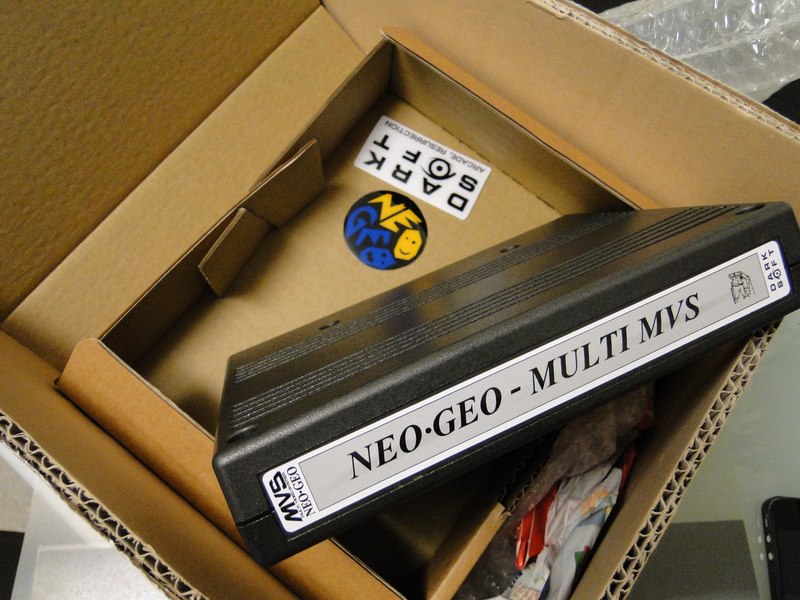 DARK
SOFT
ARCADE. RESURRECTION
NEO
GEO
MVS
NEO·GEO
NEO·GEO - MULTI MVS
DARK
SOFT